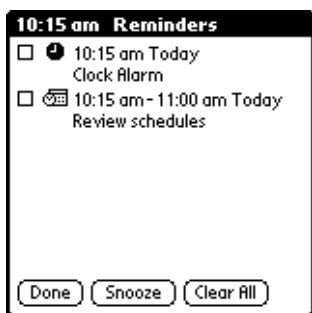 10:15 am Reminders
10:15 am Today
Clock Alarm
10:15 am - 11:00 am Today
Review schedules
Done Snooze Clear All